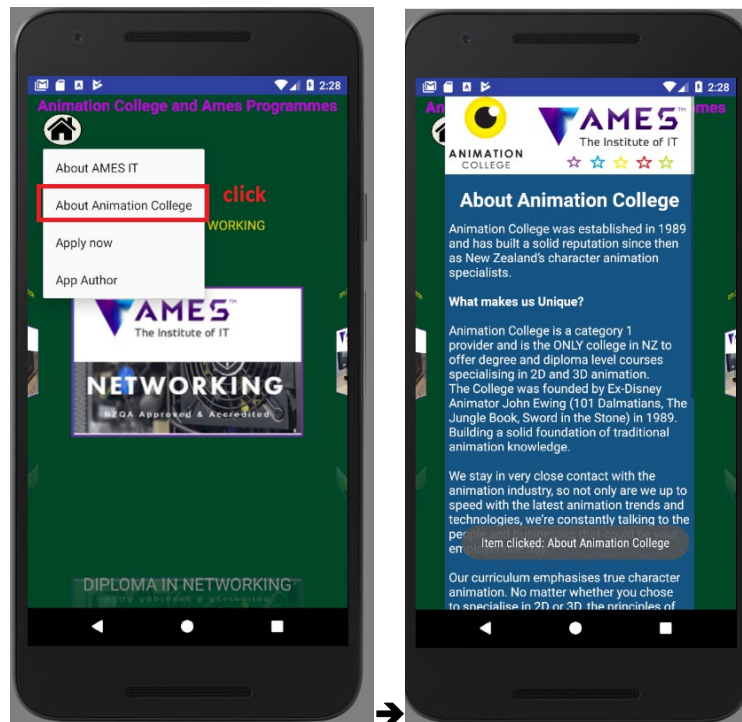 2:28
Animation College and Ames Programmes
About AMES IT
About Animation College
click
Apply now
App Author
WORKING
AMES™
The Institute of IT
NETWORKING
NZQA Approved & Accredited
DIPLOMA IN NETWORKING
2:28
An
mes
ANIMATION
COLLEGE
AMES™
The Institute of IT
About Animation College
Animation College was established in 1989
and has built a solid reputation since then
as New Zealand's character animation
specialists.
What makes us Unique?
Animation College is a category 1
provider and is the ONLY college in NZ to
offer degree and diploma level courses
specialising in 2D and 3D animation.
The College was founded by Ex-Disney
Animator John Ewing (101 Dalmatians, The
Jungle Book, Sword in the Stone) in 1989.
Building a solid foundation of traditional
animation knowledge.
We stay in very close contact with the
animation industry, so not only are we up to
speed with the latest animation trends and
technologies, we're constantly talking to the
Item clicked: About Animation College
Our curriculum emphasises true character
animation. No matter whether you chose
to specialise in 2D or 3D, the principles of